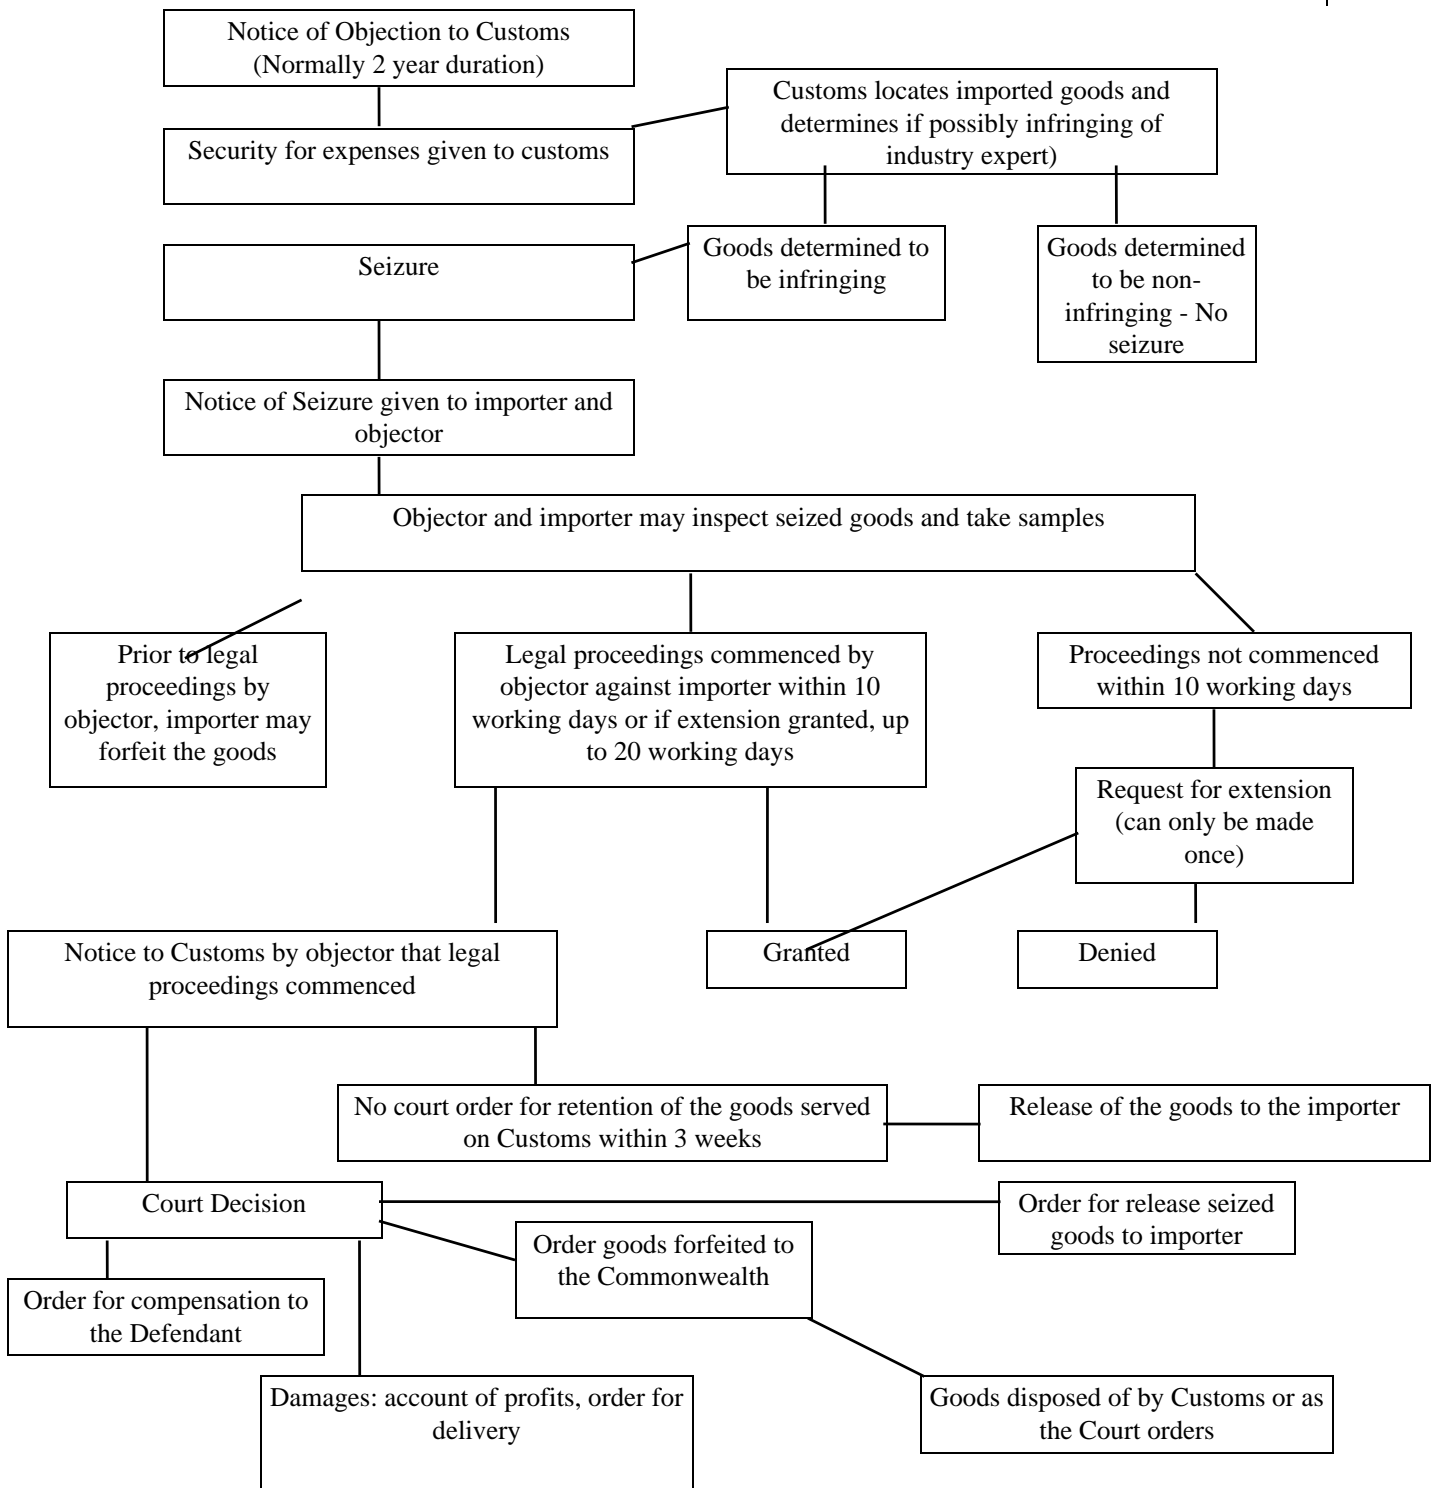 Notice of Objection to Customs
(Normally 2 year duration)
Customs locates imported goods and
determines if possibly infringing of
industry expert)
Security for expenses given to customs
Seizure
Goods determined to
be infringing
Goods determined
to be non-
infringing - No
seizure
Notice of Seizure given to importer and
objector
Objector and importer may inspect seized goods and take samples
Prior to legal
proceedings by
objector, importer may
forfeit the goods
Legal proceedings commenced by
objector against importer within 10
working days or if extension granted, up
to 20 working days
Proceedings not commenced
within 10 working days
Request for extension
(can only be made
once)
Notice to Customs by objector that legal
proceedings commenced
Granted
Denied
No court order for retention of the goods served
on Customs within 3 weeks
Release of the goods to the importer
Court Decision
Order for release seized
goods to importer
Order goods forfeited to
the Commonwealth
Order for compensation to
the Defendant
Damages: account of profits, order for
delivery
Goods disposed of by Customs or as
the Court orders